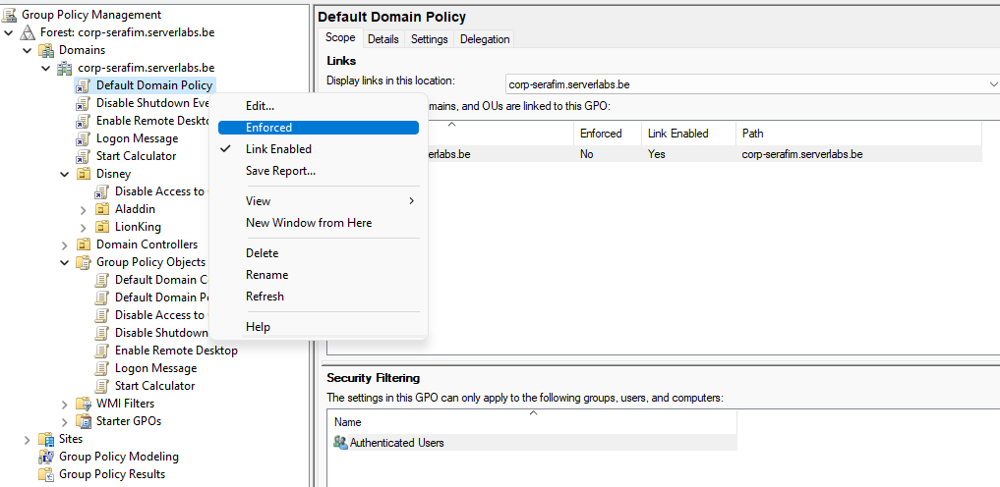 Group Policy Management
Forest: corp-serafim.serverlabs.be
Domains
corp-serafim.serverlabs.be
Default Domain Policy
Disable Shutdown Eve
Enable Remote Deskto
Logon Message
Start Calculator
Disney
Disable Access to
Aladdin
LionKing
Domain Controllers
Group Policy Objects
Default Domain C
Default Domain Po
Disable Access to
Disable Shutdown
Enable Remote Desktop
Logon Message
Start Calculator
WMI Filters
Starter GPOs
Sites
Group Policy Modeling
Group Policy Results
Edit...
Enforced
Link Enabled
Save Report...
View
New Window from Here
Delete
Rename
Refresh
Help
Default Domain Policy
Scope Details Settings Delegation
Links
Display links in this location: corp-serafim.serverlabs.be
mains, and OUs are linked to this GPO:
Enforced Link Enabled Path
erlabs.be No Yes corp-serafim.serverlabs.be
Security Filtering
The settings in this GPO can only apply to the following groups, users, and computers:
Name
Authenticated Users